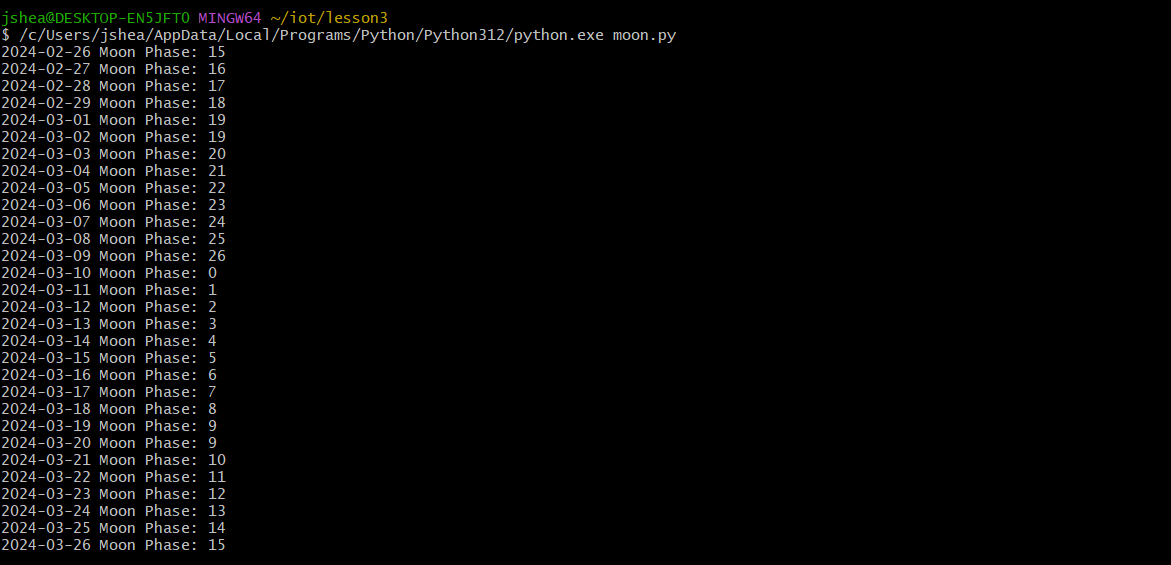 jshea@DESKTOP-EN5JFTO MINGW64 ~/iot/lesson3
$ /c/Users/jshea/AppData/Local/Programs/Python/Python312/python.exe moon.py
2024-02-26 Moon Phase: 15
2024-02-27 Moon Phase: 16
2024-02-28 Moon Phase: 17
2024-02-29 Moon Phase: 18
2024-03-01 Moon Phase: 19
2024-03-02 Moon Phase: 19
2024-03-03 Moon Phase: 20
2024-03-04 Moon Phase: 21
2024-03-05 Moon Phase: 22
2024-03-06 Moon Phase: 23
2024-03-07 Moon Phase: 24
2024-03-08 Moon Phase: 25
2024-03-09 Moon Phase: 26
2024-03-10 Moon Phase: 0
2024-03-11 Moon Phase: 1
2024-03-12 Moon Phase: 2
2024-03-13 Moon Phase: 3
2024-03-14 Moon Phase: 4
2024-03-15 Moon Phase: 5
2024-03-16 Moon Phase: 6
2024-03-17 Moon Phase: 7
2024-03-18 Moon Phase: 8
2024-03-19 Moon Phase: 9
2024-03-20 Moon Phase: 9
2024-03-21 Moon Phase: 10
2024-03-22 Moon Phase: 11
2024-03-23 Moon Phase: 12
2024-03-24 Moon Phase: 13
2024-03-25 Moon Phase: 14
2024-03-26 Moon Phase: 15